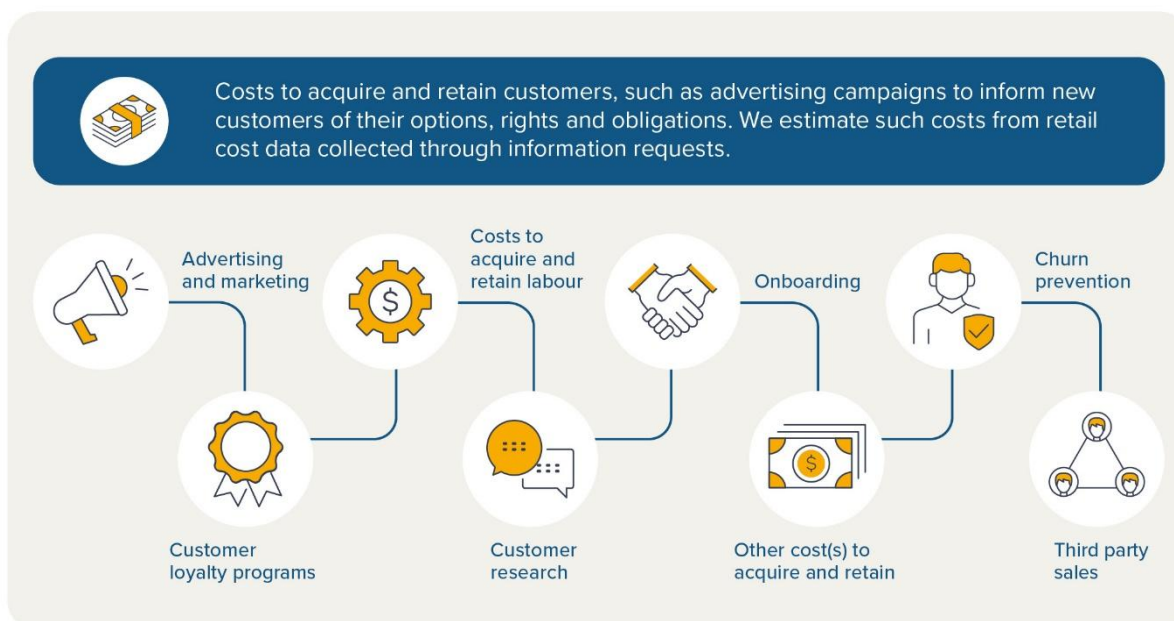 Costs to acquire and retain customers, such as advertising campaigns to inform new
customers of their options, rights and obligations. We estimate such costs from retail
cost data collected through information requests.
Advertising
and marketing
Customer
loyalty programs
$
Costs to
acquire and
retain labour
Customer
research
Onboarding
$
Other cost(s) to
acquire and retain
Churn
prevention
Third party
sales